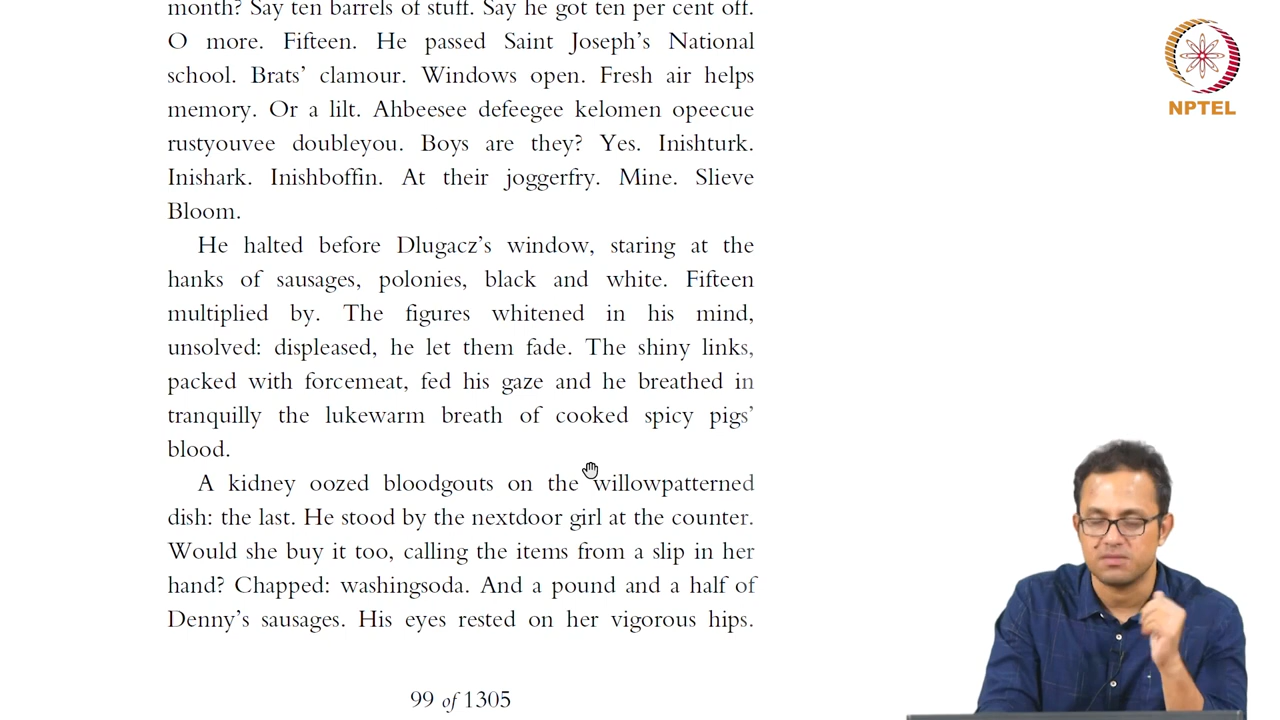 month? Say ten barrels of stuff. Say he got ten per cent off.
O more. Fifteen. He passed Saint Joseph's National
school. Brats' clamour. Windows open. Fresh air helps
memory. Or a lilt. Ahbeesee defeegee kelomen opeecue
rustyouvee doubleyou. Boys are they? Yes. Inishturk.
Inishark. Inishboffin. At their joggerfry. Mine. Slieve
Bloom.
He halted before Dlugacz's window, staring at the
hanks of sausages, polonies, black and white. Fifteen
multiplied by. The figures whitened in his mind,
unsolved: displeased, he let them fade. The shiny links,
packed with forcemeat, fed his gaze and he breathed in
tranquilly the lukewarm breath of cooked spicy pigs'
blood.
A kidney oozed bloodgouts on the willowpatterned
dish: the last. He stood by the nextdoor girl at the counter.
Would she buy it too, calling the items from a slip in her
hand? Chapped: washingsoda. And a pound and a half of
Denny's sausages. His eyes rested on her vigorous hips.
99 of 1305
NPTEL